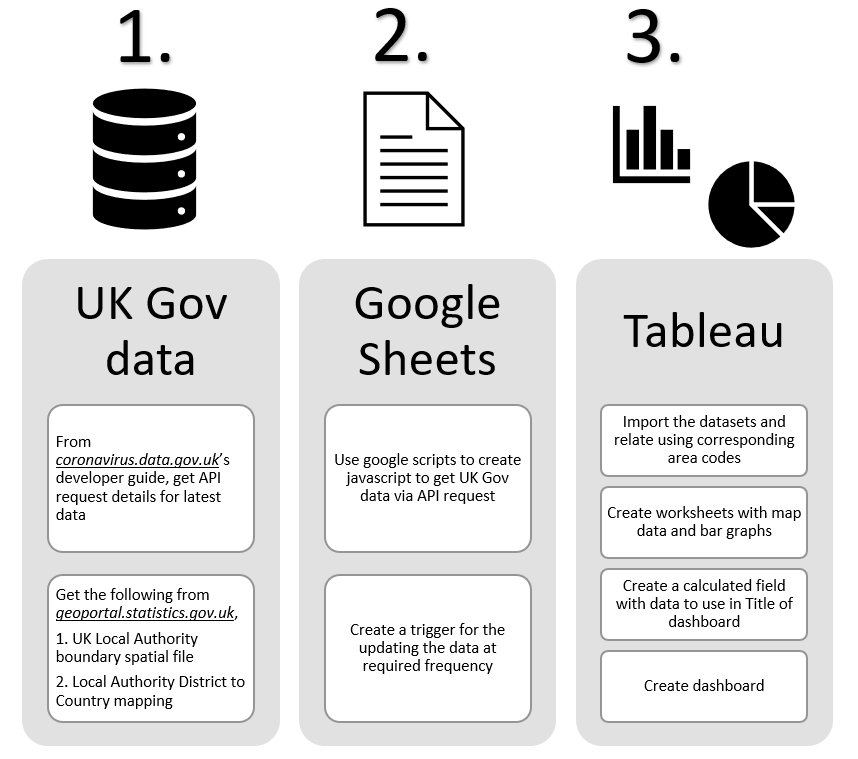 1.
2.
3.
UK Gov
data
From
coronavirus.data.gov.uk’s
developer guide, get API
request details for latest
data
Get the following from
geoportal.statistics.gov.uk,
1. UK Local Authority
boundary spatial file
2. Local Authority District to
Country mapping
Google
Sheets
Use google scripts to create
javascript to get UK Gov
data via API request
Create a trigger for the
updating the data at
required frequency
Tableau
Import the datasets and
relate using corresponding
area codes
Create worksheets with map
data and bar graphs
Create a calculated field
with data to use in Title of
dashboard
Create dashboard